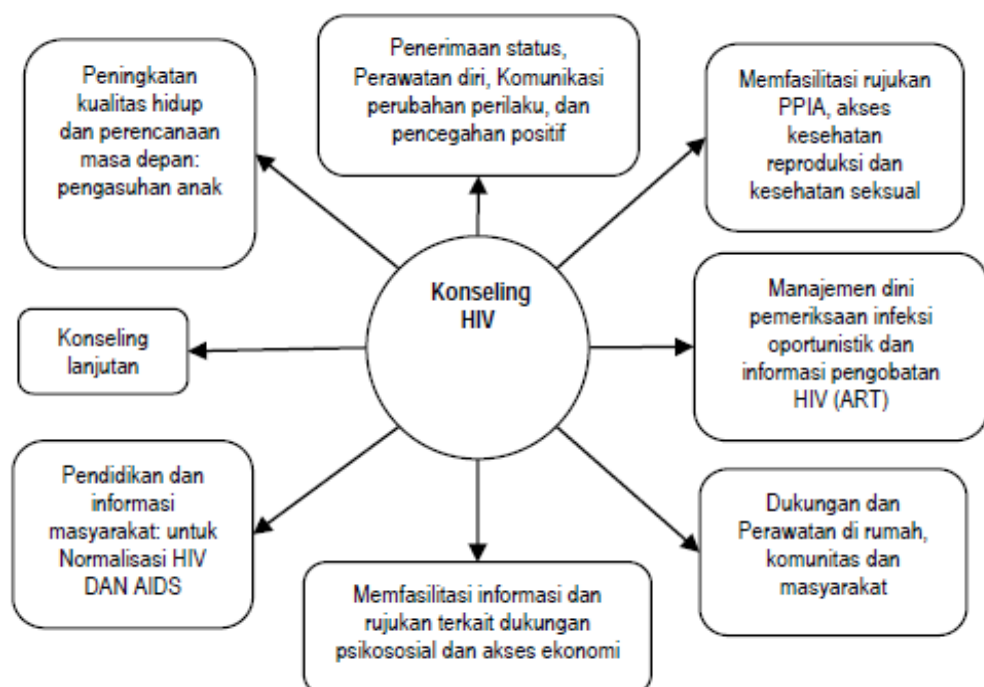 Peningkatan
kualitas hidup
dan perencanaan
masa depan:
pengasuhan anak
Penerimaan status,
Perawatan diri, Komunikasi
perubahan perilaku, dan
pencegahan positif
Memfasilitasi rujukan
PPIA, akses
kesehatan
reproduksi dan
kesehatan seksual
Konseling
HIV
Konseling
lanjutan
Manajemen dini
pemeriksaan infeksi
oportunistik dan
informasi pengobatan
HIV (ART)
Pendidikan dan
informasi
masyarakat: untuk
Normalisasi HIV
DAN AIDS
Memfasilitasi informasi dan
rujukan terkait dukungan
psikososial dan akses ekonomi
Dukungan dan
Perawatan di rumah,
komunitas dan
masyarakat